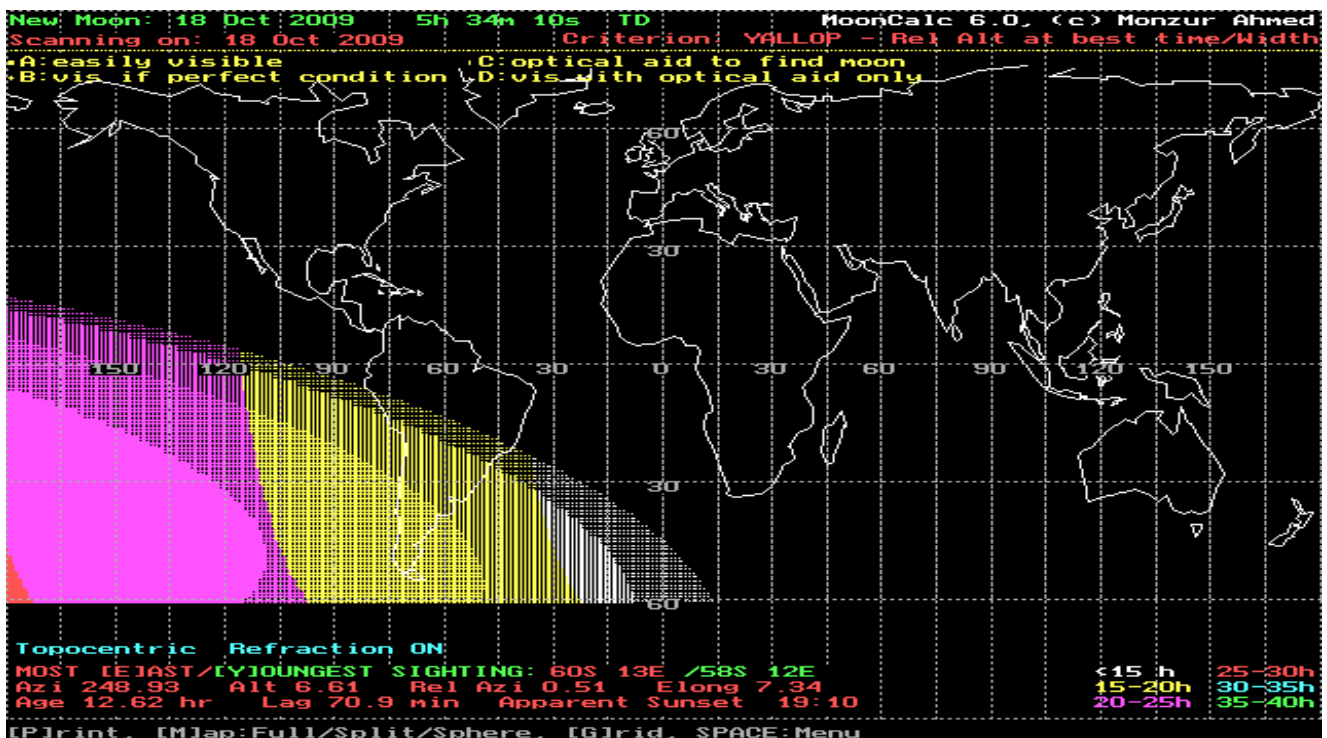 New Moon: 18 Oct 2009 5h 34m 10s TD MoonCalc 6.0, (c) Monzur Ahmed
Scanning on: 18 Oct 2009 Criterion: YALLOP - Rel Alt at best time/Width
A:easily visible C:optical aid to find moon
B:vis if perfect condition D:vis with optical aid only
60
30
150 120 90 60 30 0 30 60 90 120 150
30
60
Topocentric Refraction ON
MOST [E]AST/[Y]OUNGEST SIGHTING: 60S 13E /58S 12E <15 h 25-30h
Azi 248.93 Alt 6.61 Rel Azi 0.51 Elong 7.34 15-20h 30-35h
Age 12.62 hr Lag 70.9 min Apparent Sunset 19:10 20-25h 35-40h
[P]rint, [M]ap:Full/Split/Sphere, [G]rid, SPACE:Menu